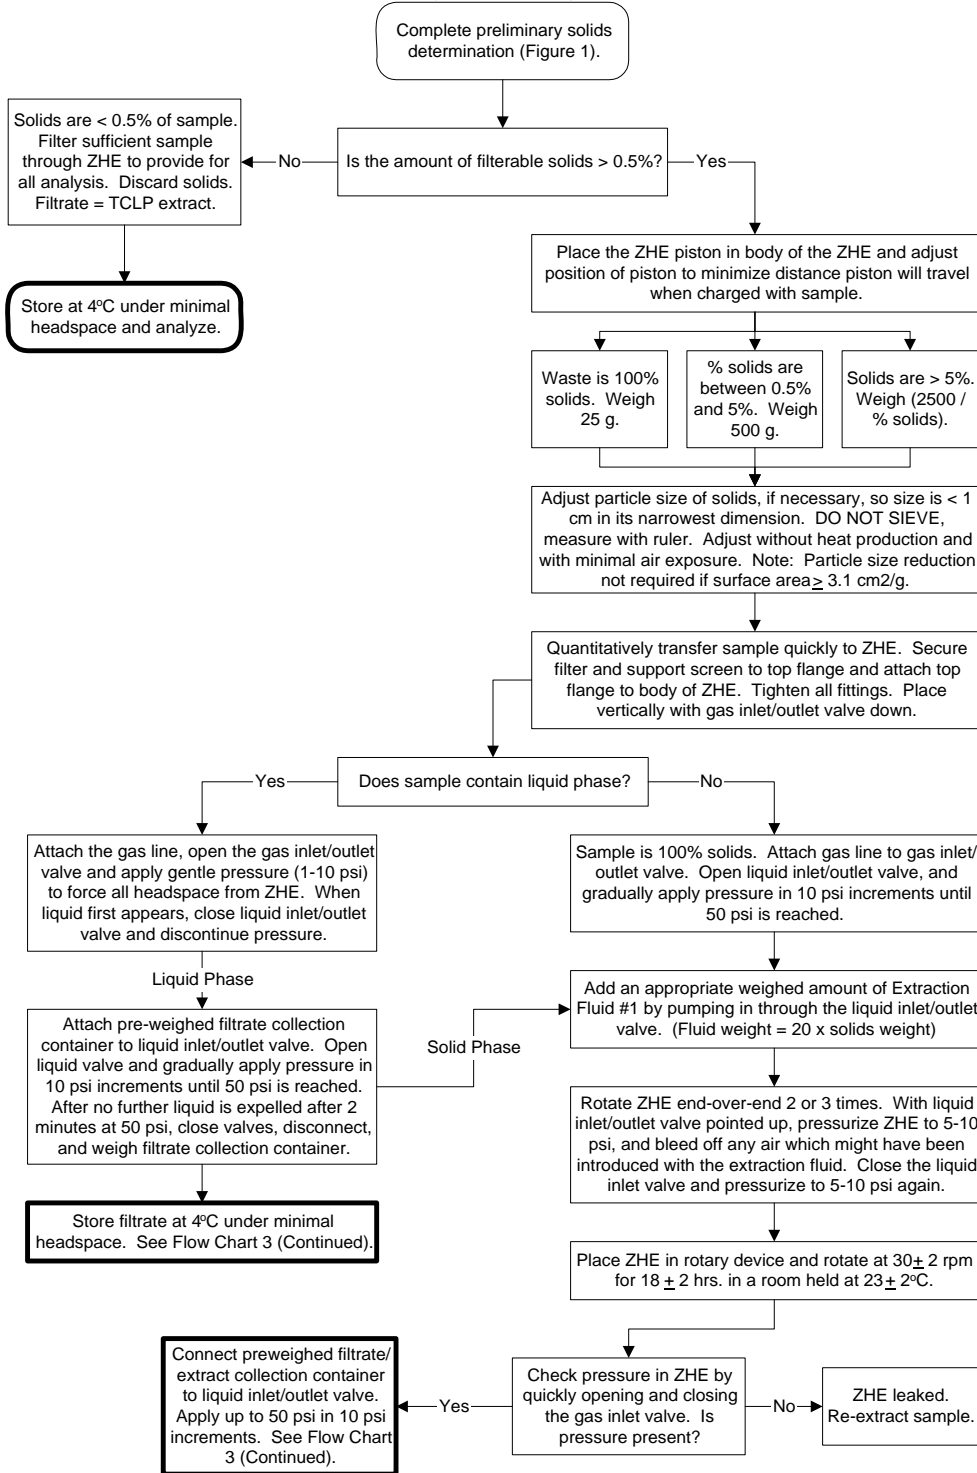 Complete preliminary solids
determination (Figure 1).
Solids are < 0.5% of sample.
Filter sufficient sample
through ZHE to provide for
all analysis.  Discard solids.
Filtrate = TCLP extract.
No
Is the amount of filterable solids > 0.5%?
Yes
Store at 4°C under minimal
headspace and analyze.
Place the ZHE piston in body of the ZHE and adjust
position of piston to minimize distance piston will travel
when charged with sample.
Waste is 100%
solids.  Weigh
25 g.
% solids are
between 0.5%
and 5%.  Weigh
500 g.
Solids are > 5%.
Weigh (2500 /
% solids).
Adjust particle size of solids, if necessary, so size is < 1
cm in its narrowest dimension.  DO NOT SIEVE,
measure with ruler.  Adjust without heat production and
with minimal air exposure.  Note:  Particle size reduction
not required if surface area ≥ 3.1 cm2/g.
Quantitatively transfer sample quickly to ZHE.  Secure
filter and support screen to top flange and attach top
flange to body of ZHE.  Tighten all fittings.  Place
vertically with gas inlet/outlet valve down.
Yes
Does sample contain liquid phase?
No
Attach the gas line, open the gas inlet/outlet
valve and apply gentle pressure (1-10 psi)
to force all headspace from ZHE.  When
liquid first appears, close liquid inlet/outlet
valve and discontinue pressure.
Sample is 100% solids.  Attach gas line to gas inlet/
outlet valve.  Open liquid inlet/outlet valve, and
gradually apply pressure in 10 psi increments until
50 psi is reached.
Liquid Phase
Attach pre-weighed filtrate collection
container to liquid inlet/outlet valve.  Open
liquid valve and gradually apply pressure in
10 psi increments until 50 psi is reached.
After no further liquid is expelled after 2
minutes at 50 psi, close valves, disconnect,
and weigh filtrate collection container.
Solid Phase
Add an appropriate weighed amount of Extraction
Fluid #1 by pumping in through the liquid inlet/outlet
valve.  (Fluid weight = 20 x solids weight)
Rotate ZHE end-over-end 2 or 3 times.  With liquid
inlet/outlet valve pointed up, pressurize ZHE to 5-10
psi, and bleed off any air which might have been
introduced with the extraction fluid.  Close the liquid
inlet valve and pressurize to 5-10 psi again.
Store filtrate at 4°C under minimal
headspace.  See Flow Chart 3 (Continued).
Place ZHE in rotary device and rotate at 30 ± 2 rpm
for 18 ± 2 hrs. in a room held at 23 ± 2°C.
Connect preweighed filtrate/
extract collection container
to liquid inlet/outlet valve.
Apply up to 50 psi in 10 psi
increments.  See Flow Chart
3 (Continued).
Yes
Check pressure in ZHE by
quickly opening and closing
the gas inlet valve.  Is
pressure present?
No
ZHE leaked.
Re-extract sample.